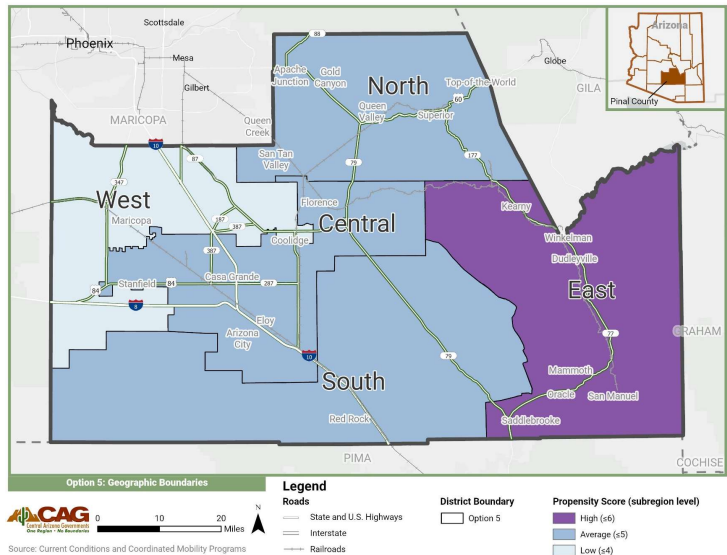 Scottsdale
Phoenix
Mesa
Gilbert
MARICOPA
Queen
Creek
88
Apache
Junction
Gold
Canyon
North
Top-of-the-World
60
Queen
Valley
Superior
Globe
GILA
Arizona
Pinal County
10
87
347
San Tan
Valley
79
177
West
Maricopa
187
387
Florence
Central
Coolidge
Kearny
Winkelman
Dudleyville
East
387
Casa Grande
Stanfield
84
84
287
8
Eloy
Arizona
City
10
79
77
GRAHAM
South
Mammoth
Oracle
San Manuel
Red Rock
Saddlebrooke
PIMA
COCHISE
Option 5: Geographic Boundaries
CAG
Central Arizona Governments
One Region - No Boundaries
0 10 20
Miles
N
Source: Current Conditions and Coordinated Mobility Programs
Legend
Roads
State and U.S. Highways
Interstate
Railroads
District Boundary
Option 5
Propensity Score (subregion level)
High (≤6)
Average (≤5)
Low (≤4)